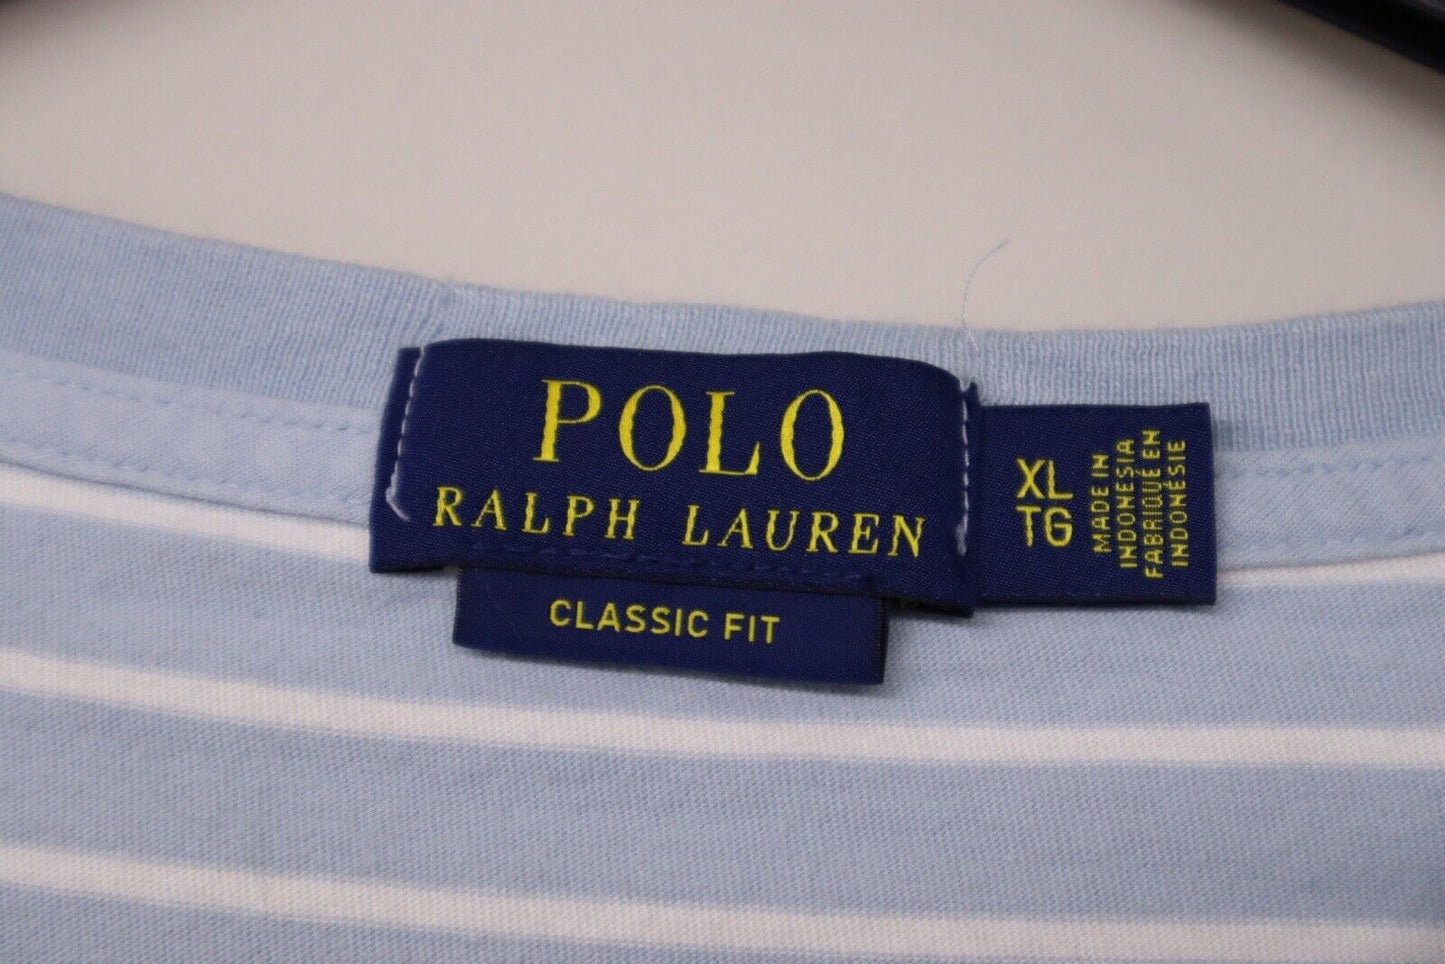 POLO
RALPH LAUREN
CLASSIC FIT
XL
TG
MADE IN
INDONESIA
FABRIQUÉ EN
INDONÉSIE